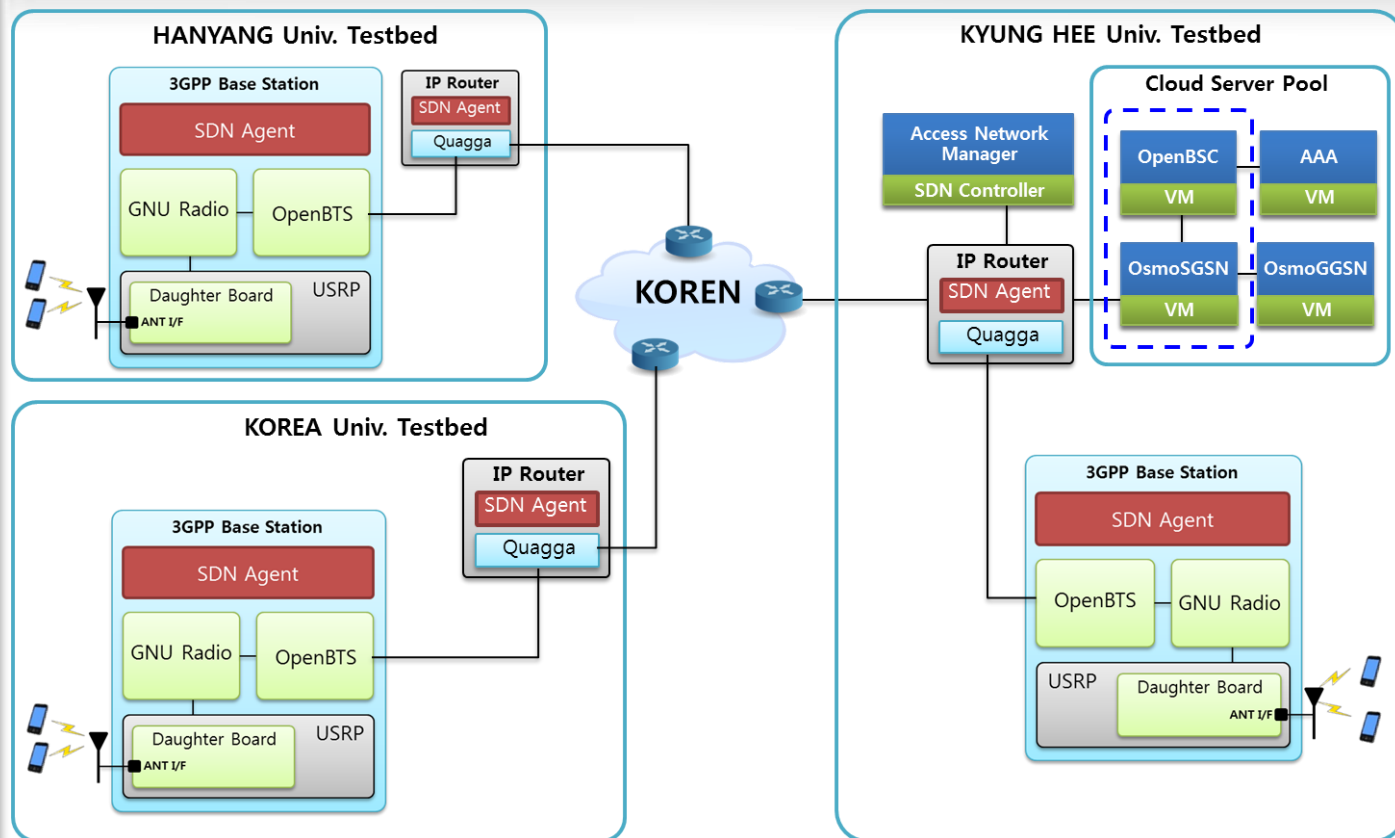 HANYANG Univ. Testbed
3GPP Base Station
SDN Agent
GNU Radio
OpenBTS
USRP
Daughter Board
ANT I/F
IP Router
SDN Agent
Quagga
KOREN
KOREA Univ. Testbed
IP Router
SDN Agent
Quagga
3GPP Base Station
SDN Agent
GNU Radio
OpenBTS
USRP
Daughter Board
ANT I/F
KYUNG HEE Univ. Testbed
Cloud Server Pool
Access Network
Manager
SDN Controller
OpenBSC
VM
AAA
VM
OsmoSGSN
VM
OsmoGGSN
VM
IP Router
SDN Agent
Quagga
3GPP Base Station
SDN Agent
OpenBTS
GNU Radio
USRP
Daughter Board
ANT I/F